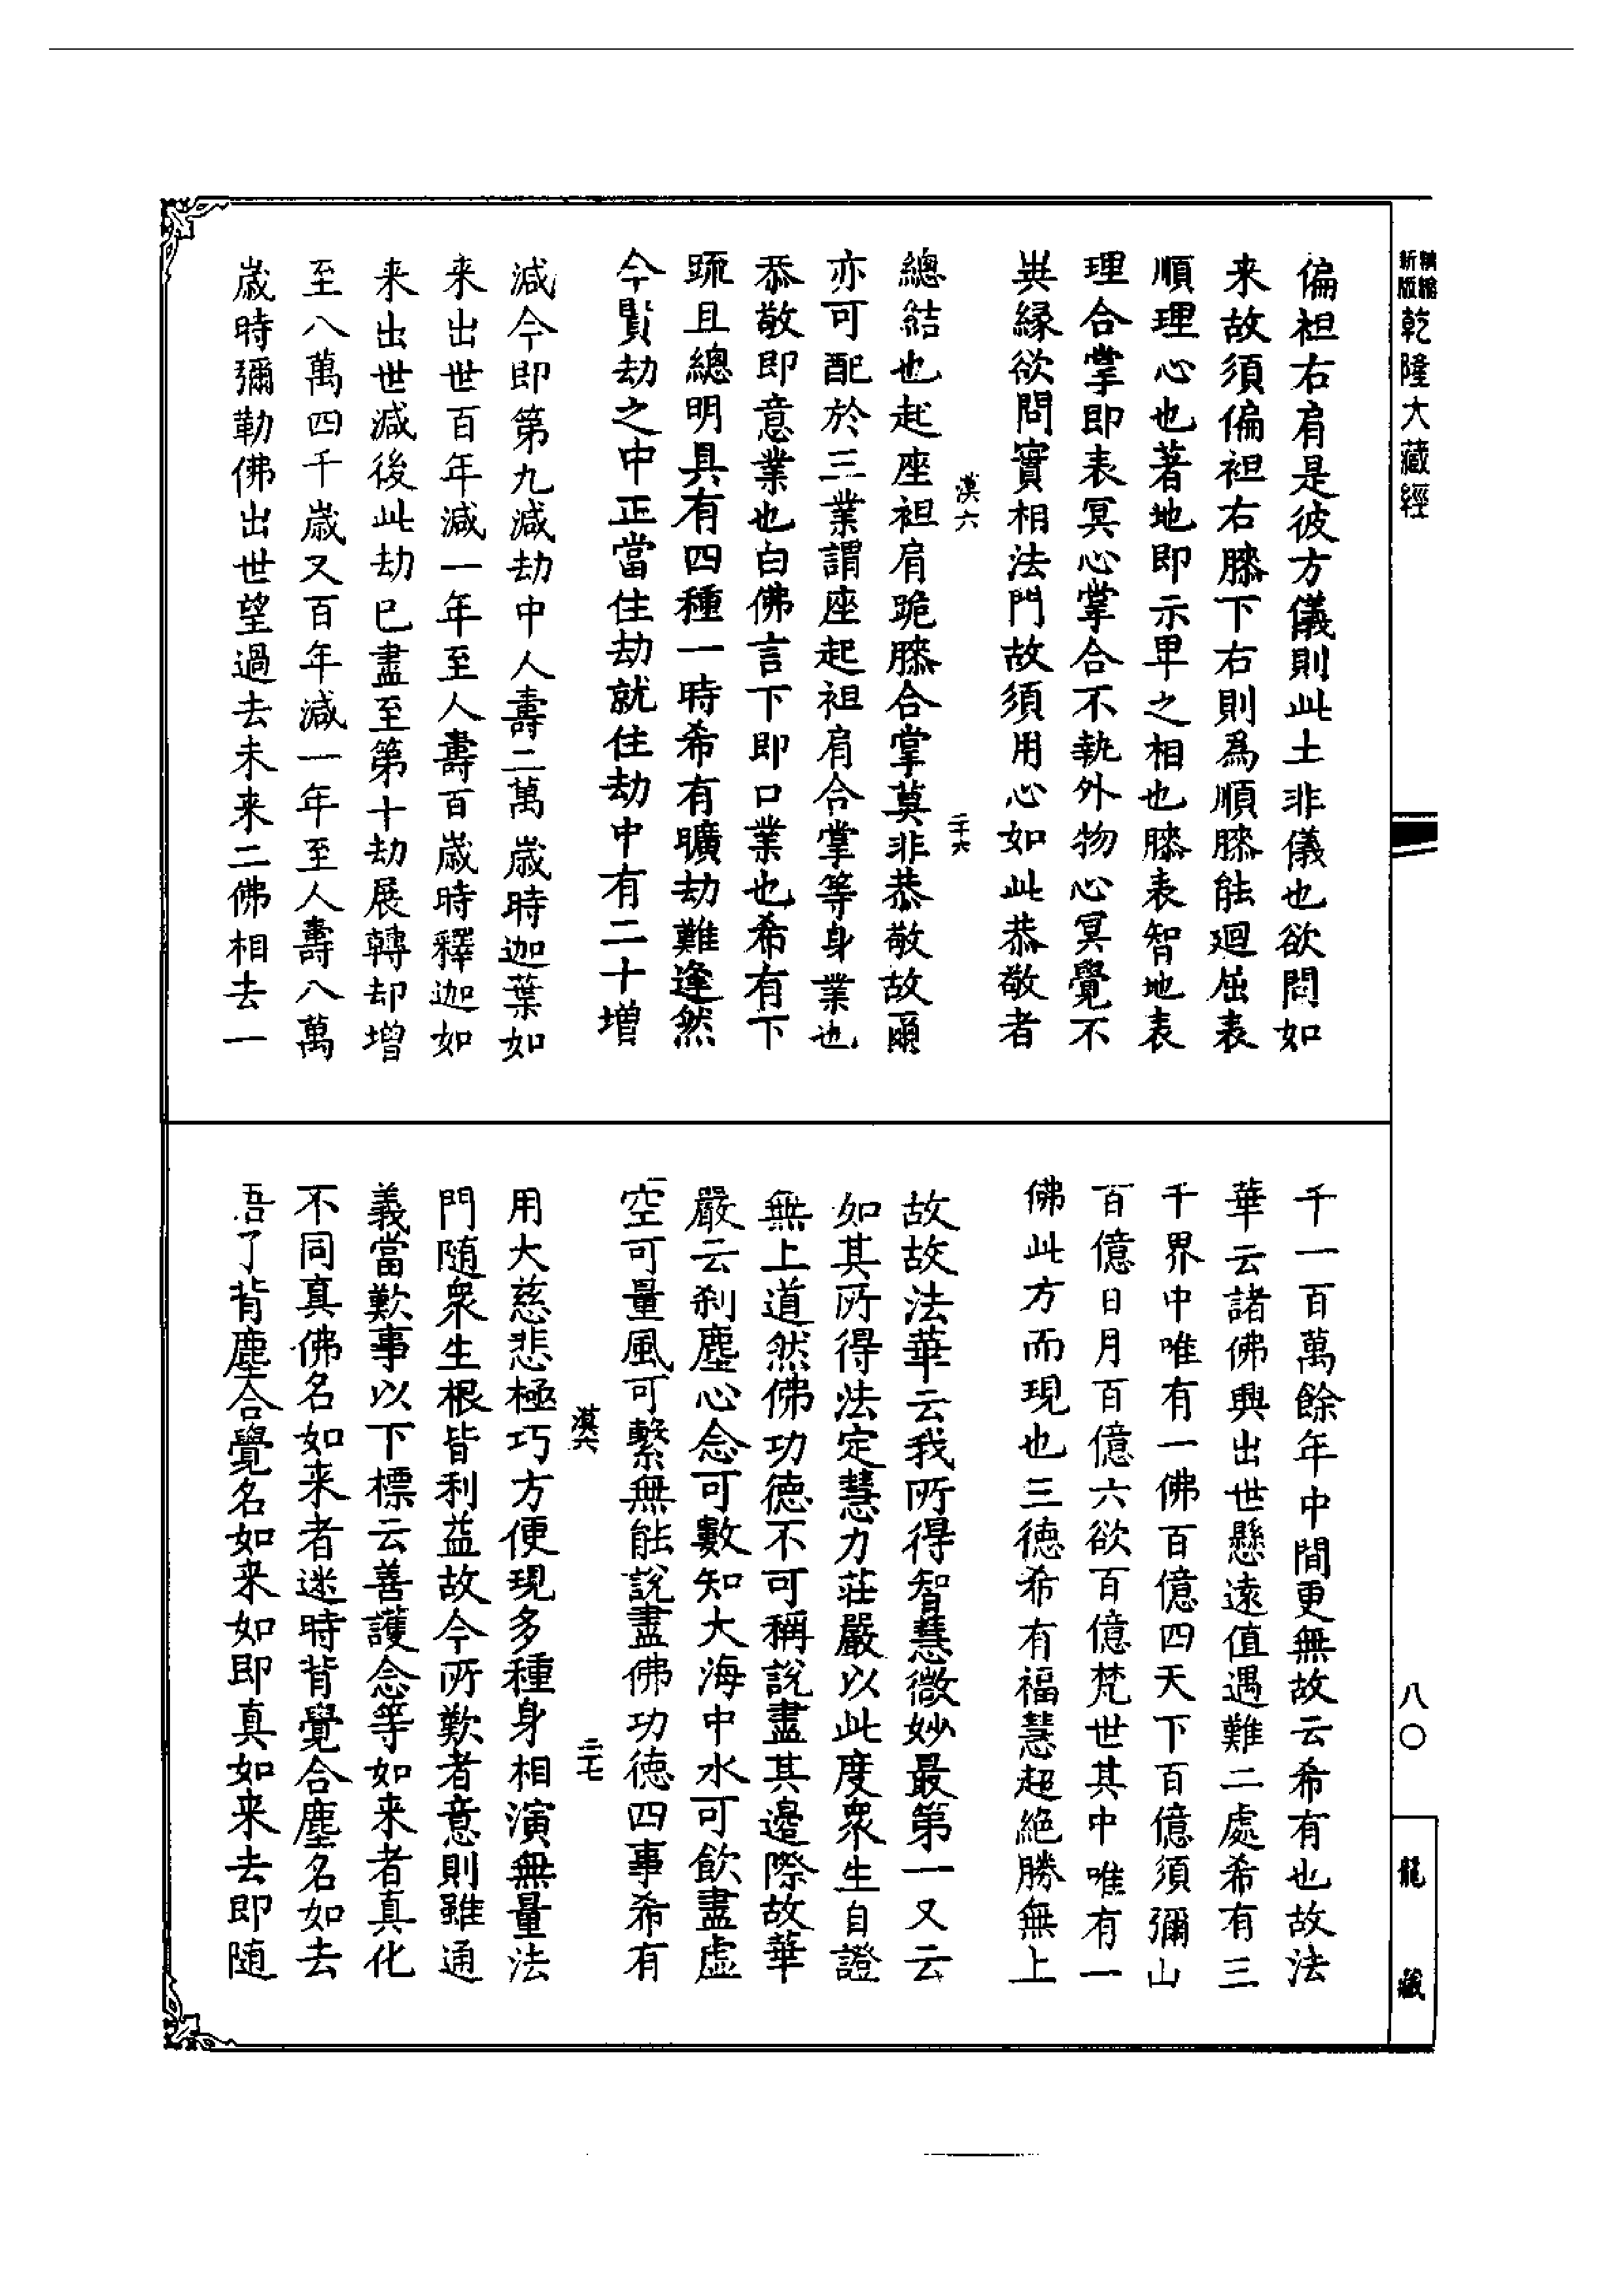 精縮新版乾隆大藏經
偏袒右肩是彼方儀則此土非儀也欲問如
来故須偏袒右膝下右則為順膝能廻屈表
順理心也著地即示甲之相也膝表智地表
理合掌即表冥心掌合不執外物心冥覺不
共緣欲問實相法門故須用心如此恭敬者
漢六
二十六
總結也起座袒肩跪膝合掌莫非恭敬故爾
亦可配於三業謂座起袒肩合掌等身業也
恭敬即意業也白佛言下即口業也希有下
䟽且總明具有四種一時希有曠劫難逢然
今賢劫之中正當住劫就住劫中有二十增
減今即第九減劫中人壽二萬歲時迦葉如
来出世百年減一年至人壽百歲時釋迦如
来出世減後此劫已盡至第十劫展轉却增
至八萬四千歲又百年減一年至人壽八萬
歲時彌勒佛出世望過去未来二佛相去一
千一百萬餘年中間更無故云希有也故法
華云諸佛興出世懸遠值遇難二處希有三
千界中唯有一佛百億四天下百億須彌山
百億日月百億六欲百億梵世其中唯有一
佛此方而現也三德希有福慧超絶勝無上
故故法華云我所得智慧微妙最第一又云
如其所得法定慧力莊嚴以此度衆生自證
無上道然佛功德不可稱說盡其邊際故華
嚴云刹塵心念可數知大海中水可飲盡虛
空可量風可繫無能說盡佛功德四事希有
漢六
二十七
用大慈悲極巧方便現多種身相演無量法
門随衆生根皆利益故今所歎者意則雖通
義當歎事以下標云善護念等如来者真化
不同真佛名如来者迷時背覺合塵名如去
吾了背塵合覺名如来如即真如来去即随
八〇
龍藏